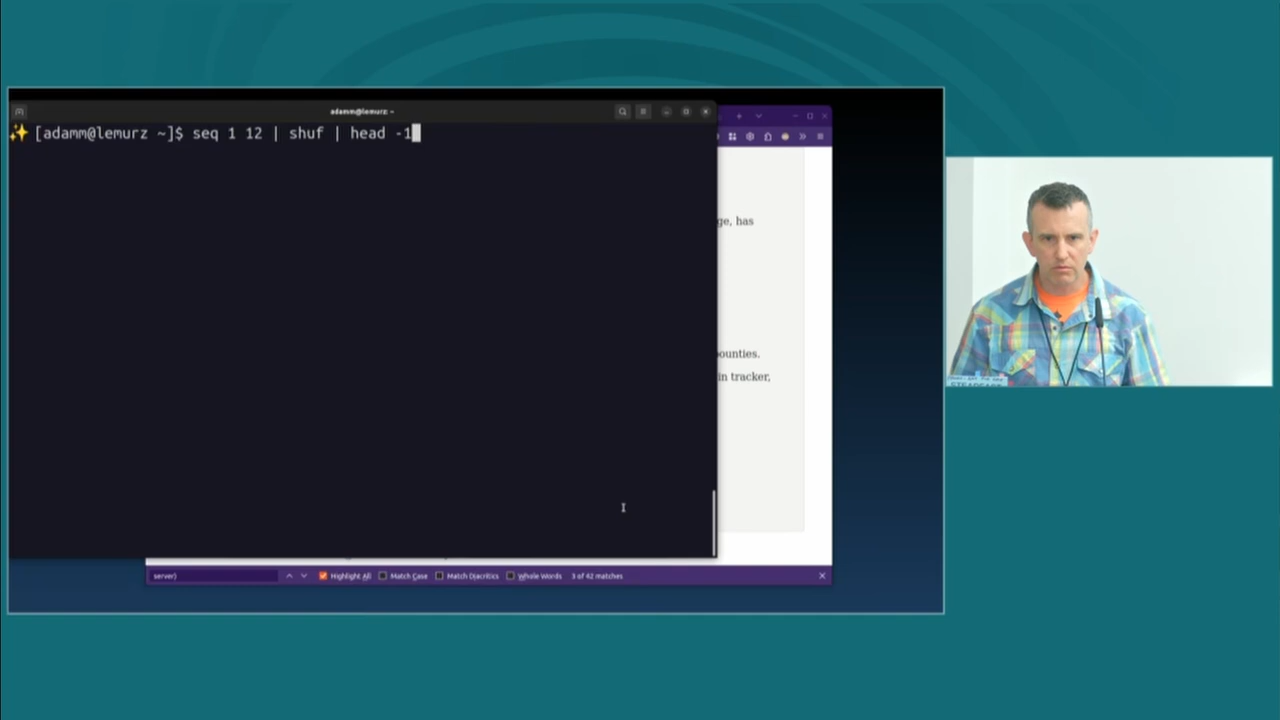 adamm@lemurz: ~
[adamm@lemurz ~]$ seq 1 12 | shuf | head -1
ge, has
ounties.
in tracker,
server)
Highlight All
Match Case
Match Diacritics
Whole Words
3 of 42 matches